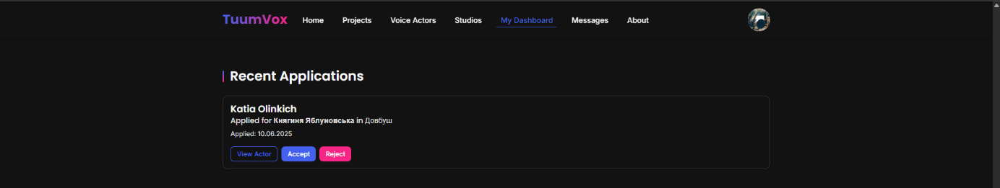 TuumVox Home Projects Voice Actors Studios My Dashboard Messages About
Recent Applications
Katia Olinkich
Applied for Княгиня Яблуновська in Довбуш
Applied: 10.06.2025
View Actor Accept Reject